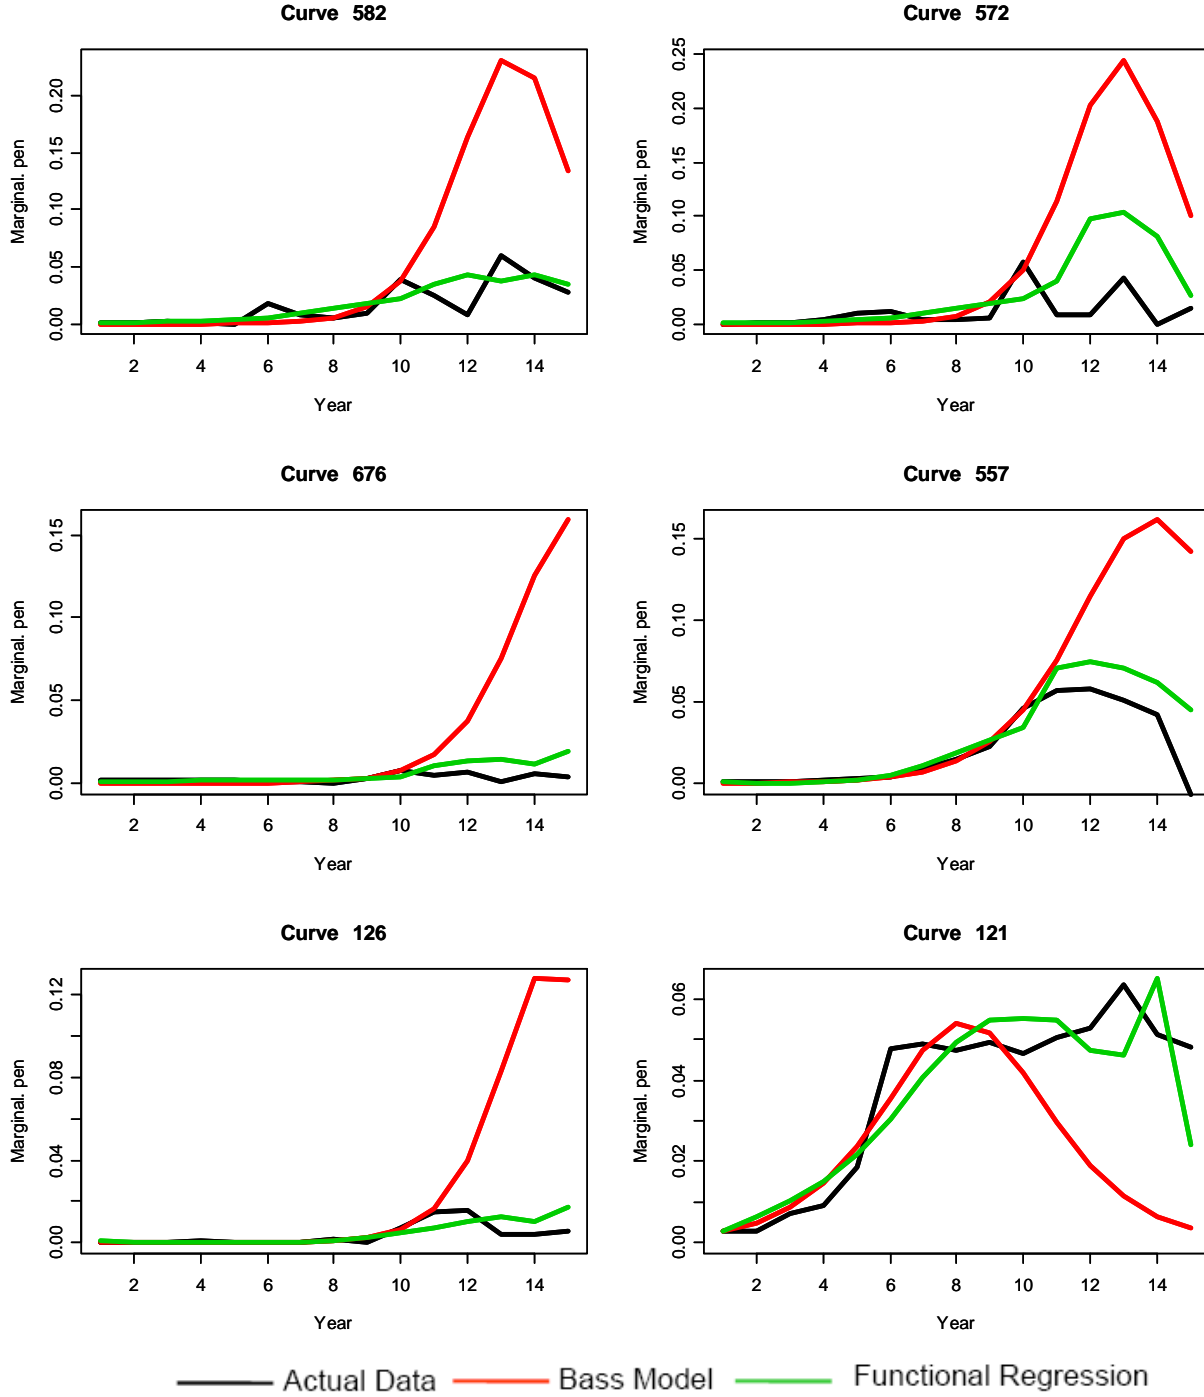 Curve 582
Marginal. pen
0.00 0.05 0.10 0.15 0.20
2 4 6 8 10 12 14
Year
Curve 572
Marginal. pen
0.00 0.05 0.10 0.15 0.20 0.25
2 4 6 8 10 12 14
Year
Curve 676
Marginal. pen
0.00 0.05 0.10 0.15
2 4 6 8 10 12 14
Year
Curve 557
Marginal. pen
0.00 0.05 0.10 0.15
2 4 6 8 10 12 14
Year
Curve 126
Marginal. pen
0.00 0.04 0.08 0.12
2 4 6 8 10 12 14
Year
Curve 121
Marginal. pen
0.00 0.02 0.04 0.06
2 4 6 8 10 12 14
Year
Actual Data Bass Model Functional Regression